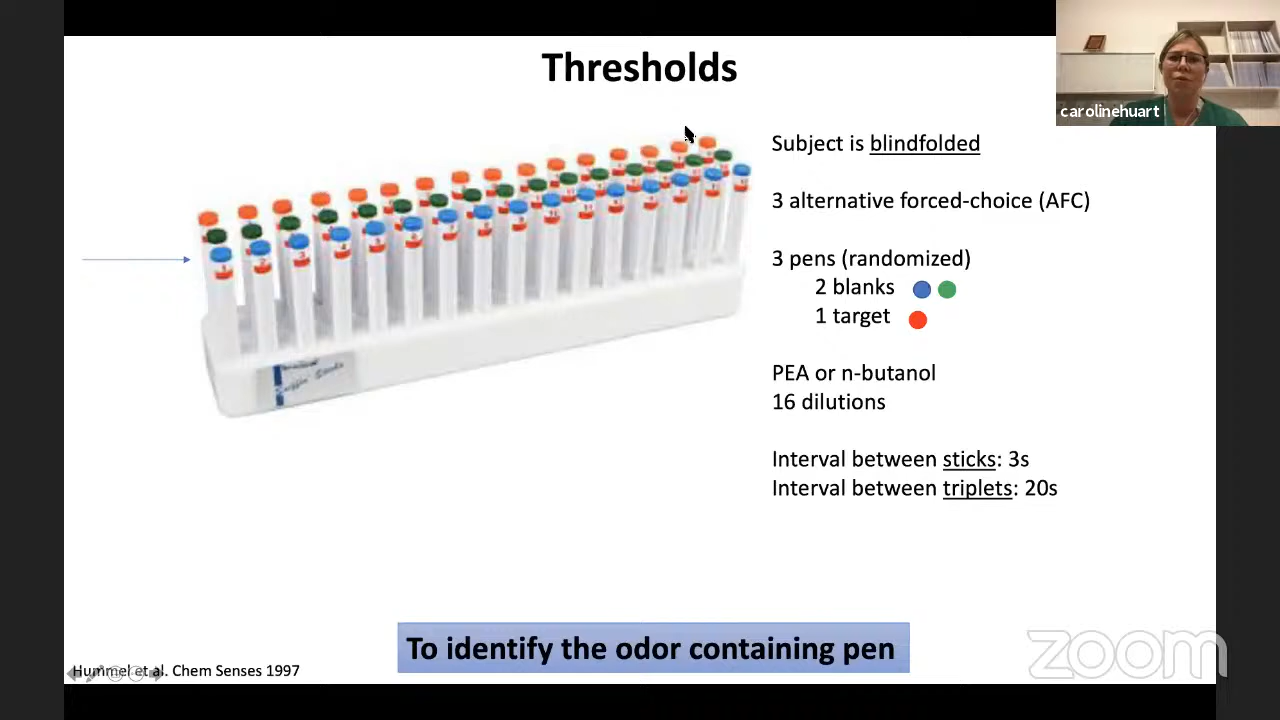 Thresholds
carolinehuart
Subject is blindfolded
3 alternative forced-choice (AFC)
3 pens (randomized)
2 blanks
1 target
PEA or n-butanol
16 dilutions
Interval between sticks: 3s
Interval between triplets: 20s
To identify the odor containing pen
Hummel et al. Chem Senses 1997
zoom